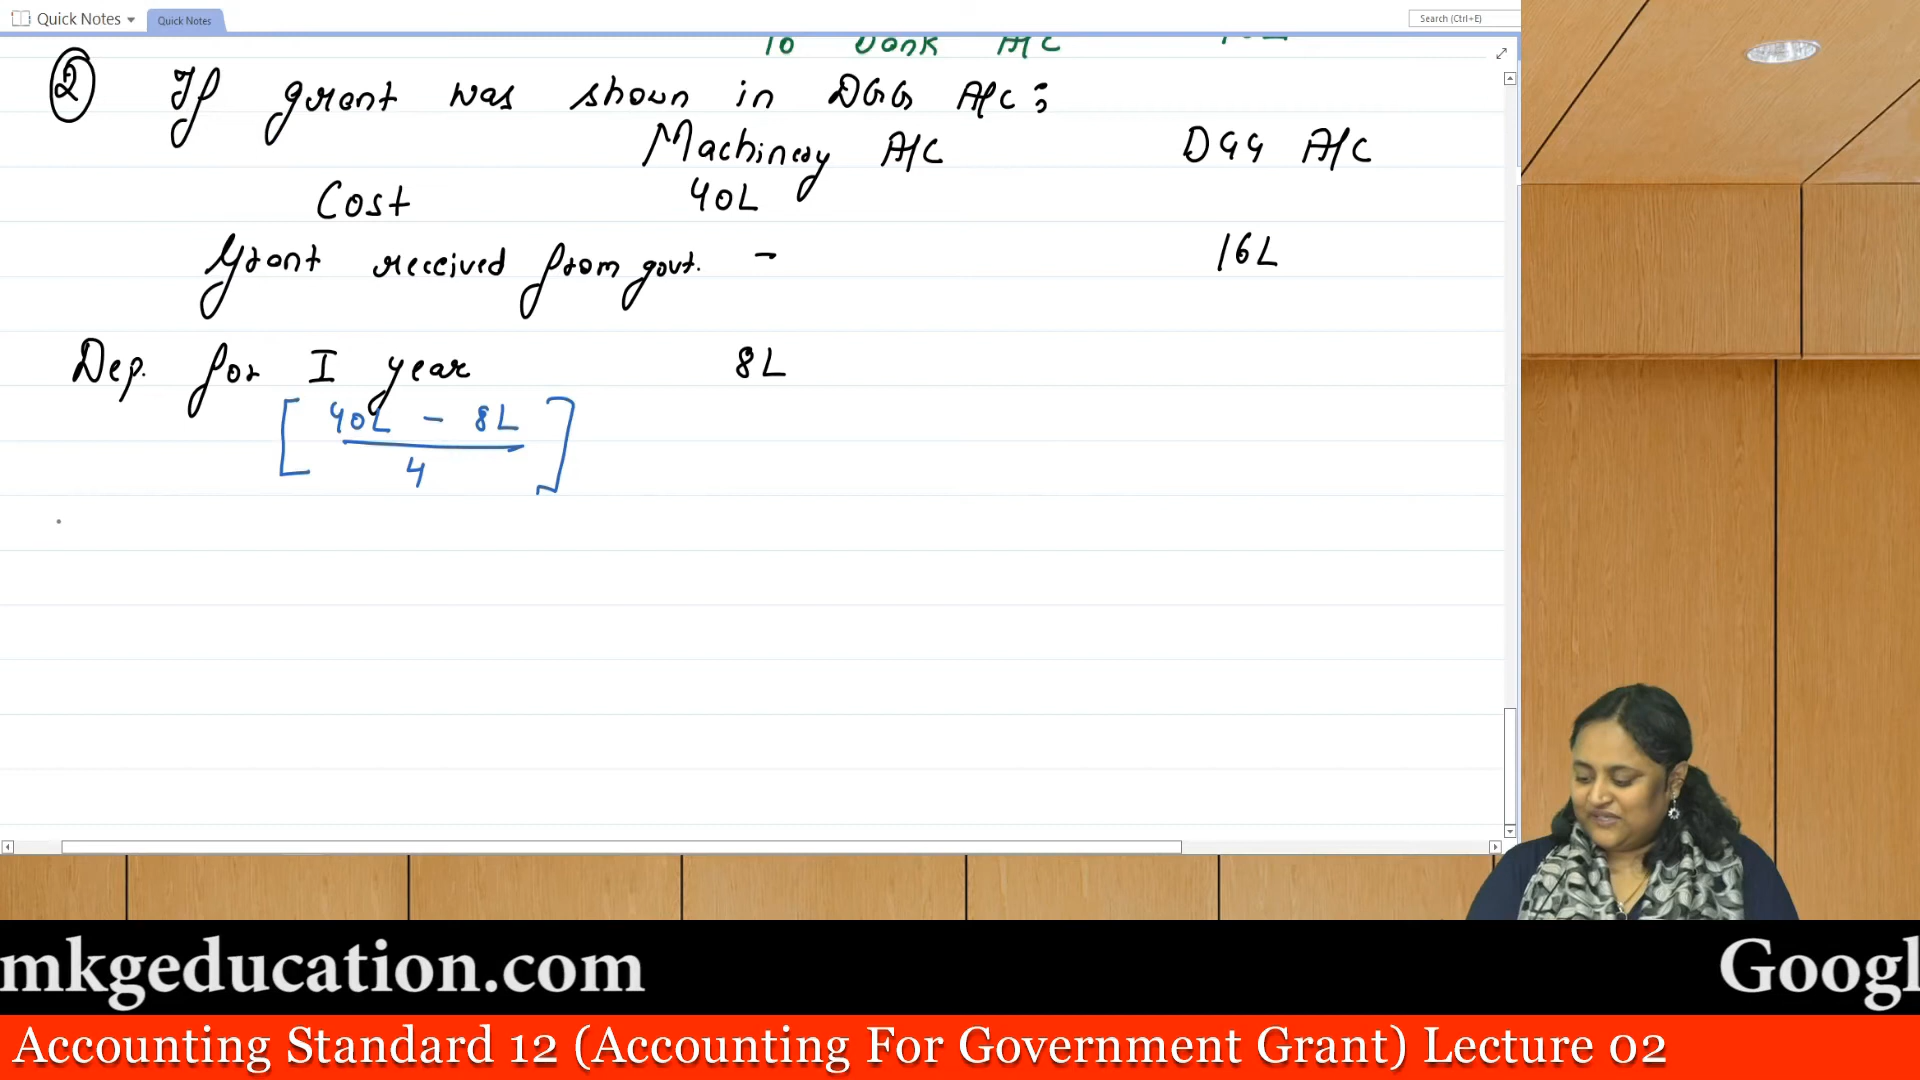 Quick Notes
Quick Notes
Search (Ctrl+E)
To Bank A/C
② If grant was shown in DGG A/C :
Machinery A/C DGG A/C
Cost 40L
Grant received from govt. - 16L
Dep. for I year 8L
[ 40L - 8L
4 ]
mkgeducation.com Googl
Accounting Standard 12 (Accounting For Government Grant) Lecture 02